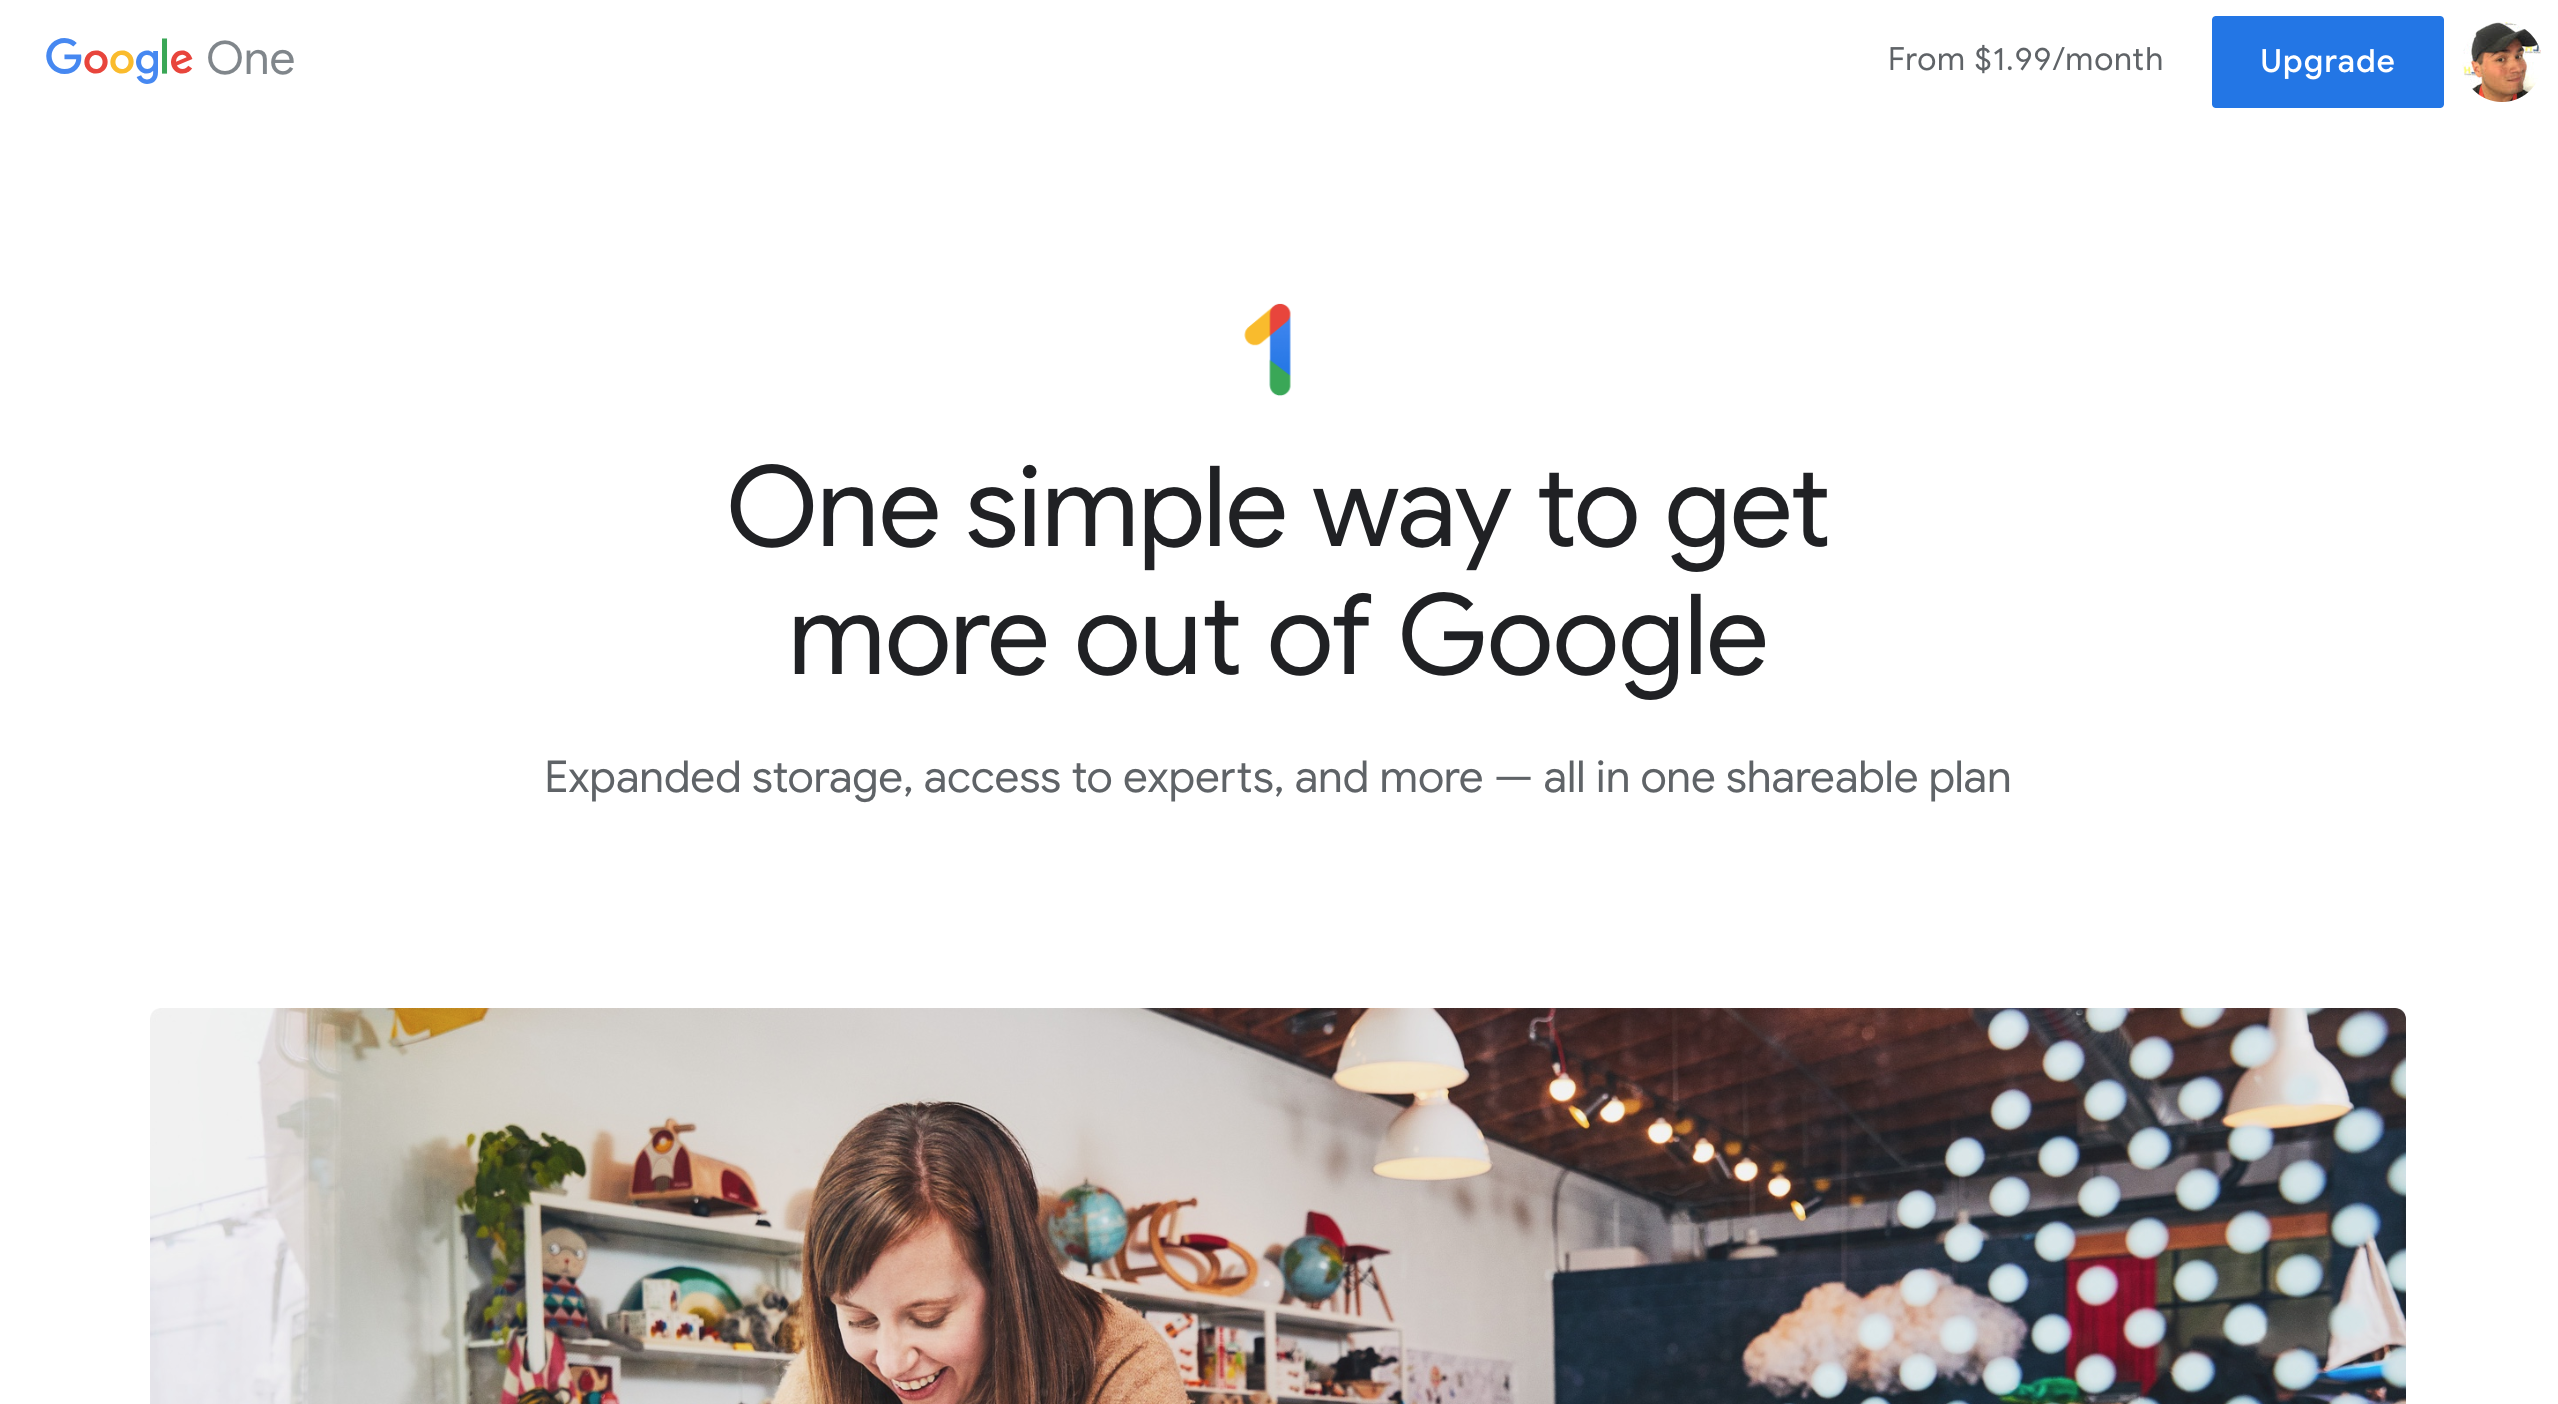 Google One
From $1.99/month
Upgrade
1
One simple way to get
more out of Google
Expanded storage, access to experts, and more — all in one shareable plan